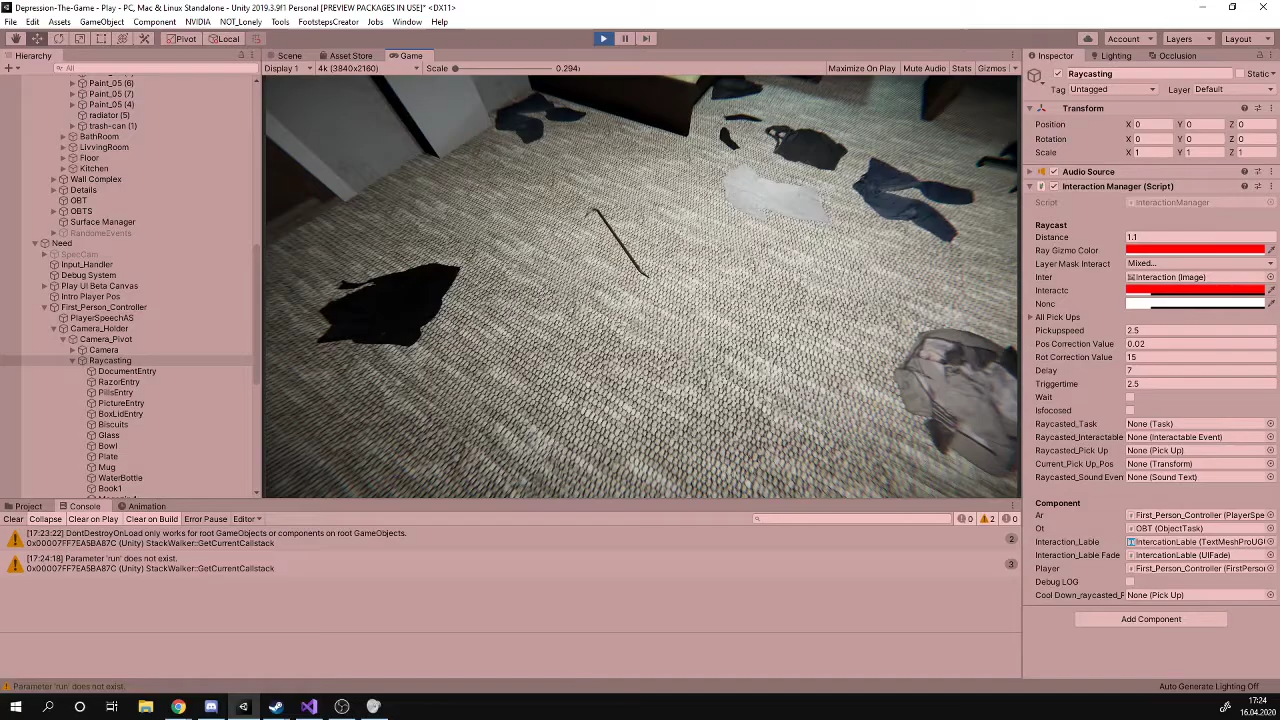 Depression-The-Game - Play - PC, Mac & Linux Standalone - Unity 2019.3.9f1 Personal [PREVIEW PACKAGES IN USE]* <DX11>
File Edit Assets GameObject Component NVIDIA NOT_Lonely Tools FootstepsCreator Jobs Window Help
Pivot Local Account Layers Layout
Hierarchy Scene Asset Store Game Inspector Lighting Occlusion
All Display 1 4k (3840x2160) Scale 0.294x Maximize On Play Mute Audio Stats Gizmos
Raycasting Static
Tag Untagged Layer Default
Paint_05 (6)
Paint_05 (7)
Paint_05 (4)
radiator (5)
trash-can (1)
BathRoom
LivvingRoom
Floor
Kitchen
Wall Complex
Details
OBT
OBTS
Surface Manager
RandomeEvents
Need
SpecCam
Input_Handler
Debug System
Play UI Beta Canvas
Intro Player Pos
First_Person_Controller
PlayerSpeechAS
Camera_Holder
Camera_Pivot
Camera
Raycasting
DocumentEntry
RazorEntry
PillsEntry
PictureEntry
BoxLidEntry
Biscuits
Glass
Bowl
Plate
Mug
WaterBottle
Book1
Transform
Position X 0 Y 0 Z 0
Rotation X 0 Y 0 Z 0
Scale X 1 Y 1 Z 1
Audio Source
Interaction Manager (Script)
Script InteractionManager
Raycast
Distance 1.1
Ray Gizmo Color
Layer Mask Interact Mixed...
Inter Interaction (Image)
Interactc
Nonc
All Pick Ups
Pickupspeed 2.5
Pos Correction Value 0.02
Rot Correction Value 15
Delay 7
Triggertime 2.5
Wait
Isfocosed
Raycasted_Task None (Task)
Raycasted_Interactable None (Interactable Event)
Raycasted_Pick Up None (Pick Up)
Current_Pick Up_Pos None (Transform)
Raycasted_Sound Even None (Sound Text)
Component
Ar First_Person_Controller (PlayerSpe
Ot OBT (ObjectTask)
Interaction_Lable IntercationLable (TextMeshProUGU
Interaction_Lable Fade IntercationLable (UIFade)
Player First_Person_Controller (FirstPerson
Debug LOG
Cool Down_raycasted_P None (Pick Up)
Add Component
Project Console Animation
Clear Collapse Clear on Play Clear on Build Error Pause Editor 0 2 0
[17:23:22] DontDestroyOnLoad only works for root GameObjects or components on root GameObjects.
0x00007FF7EA5BA87C (Unity) StackWalker::GetCurrentCallstack
2
[17:24:18] Parameter 'run' does not exist.
0x00007FF7EA5BA87C (Unity) StackWalker::GetCurrentCallstack
3
Parameter 'run' does not exist.
Auto Generate Lighting Off
17:24
16.04.2020